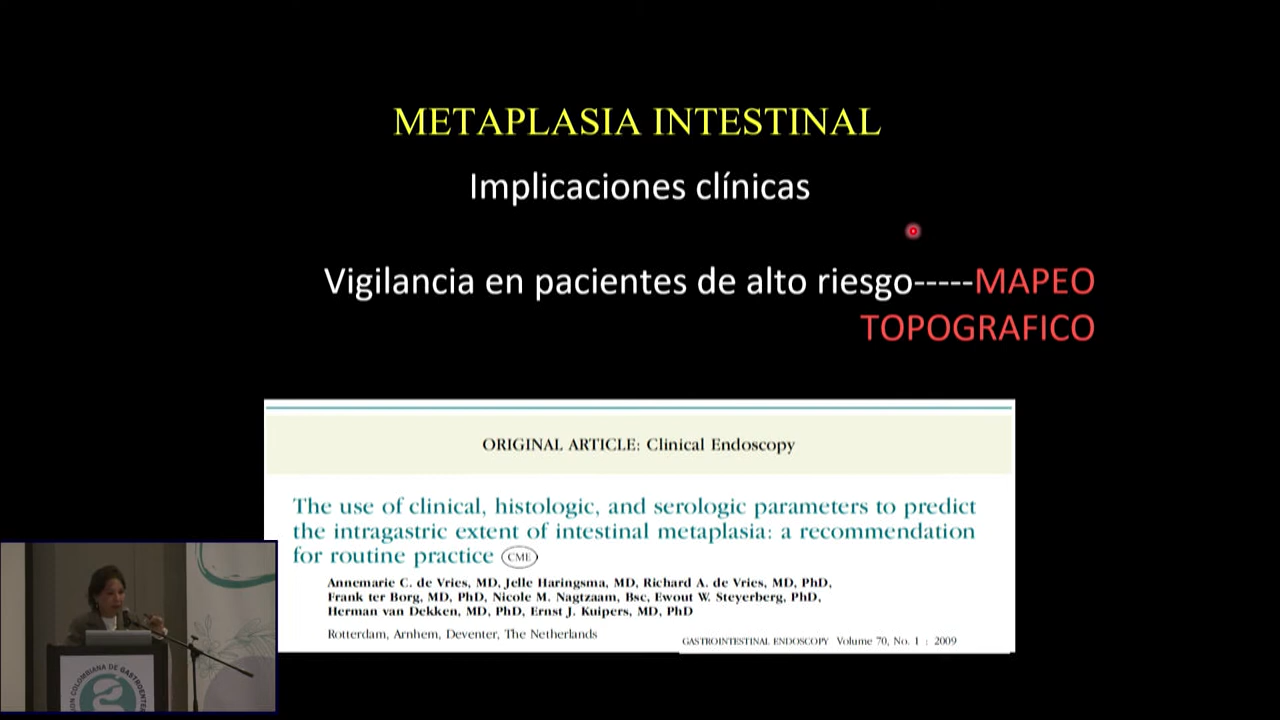 METAPLASIA INTESTINAL
Implicaciones clínicas
Vigilancia en pacientes de alto riesgo-----MAPEO
TOPOGRAFICO
ORIGINAL ARTICLE: Clinical Endoscopy
The use of clinical, histologic, and serologic parameters to predict
the intragastric extent of intestinal metaplasia: a recommendation
for routine practice CME
Annemarie C. de Vries, MD, Jelle Haringsma, MD, Richard A. de Vries, MD, PhD,
Frank ter Borg, MD, PhD, Nicole M. Nagtzaam, Bsc, Ewout W. Steyerberg, PhD,
Herman van Dekken, MD, PhD, Ernst J. Kuipers, MD, PhD
Rotterdam, Arnhem, Deventer, The Netherlands
GASTROINTESTINAL ENDOSCOPY Volume 70, No. 1 : 2009
COLOMBIANA DE